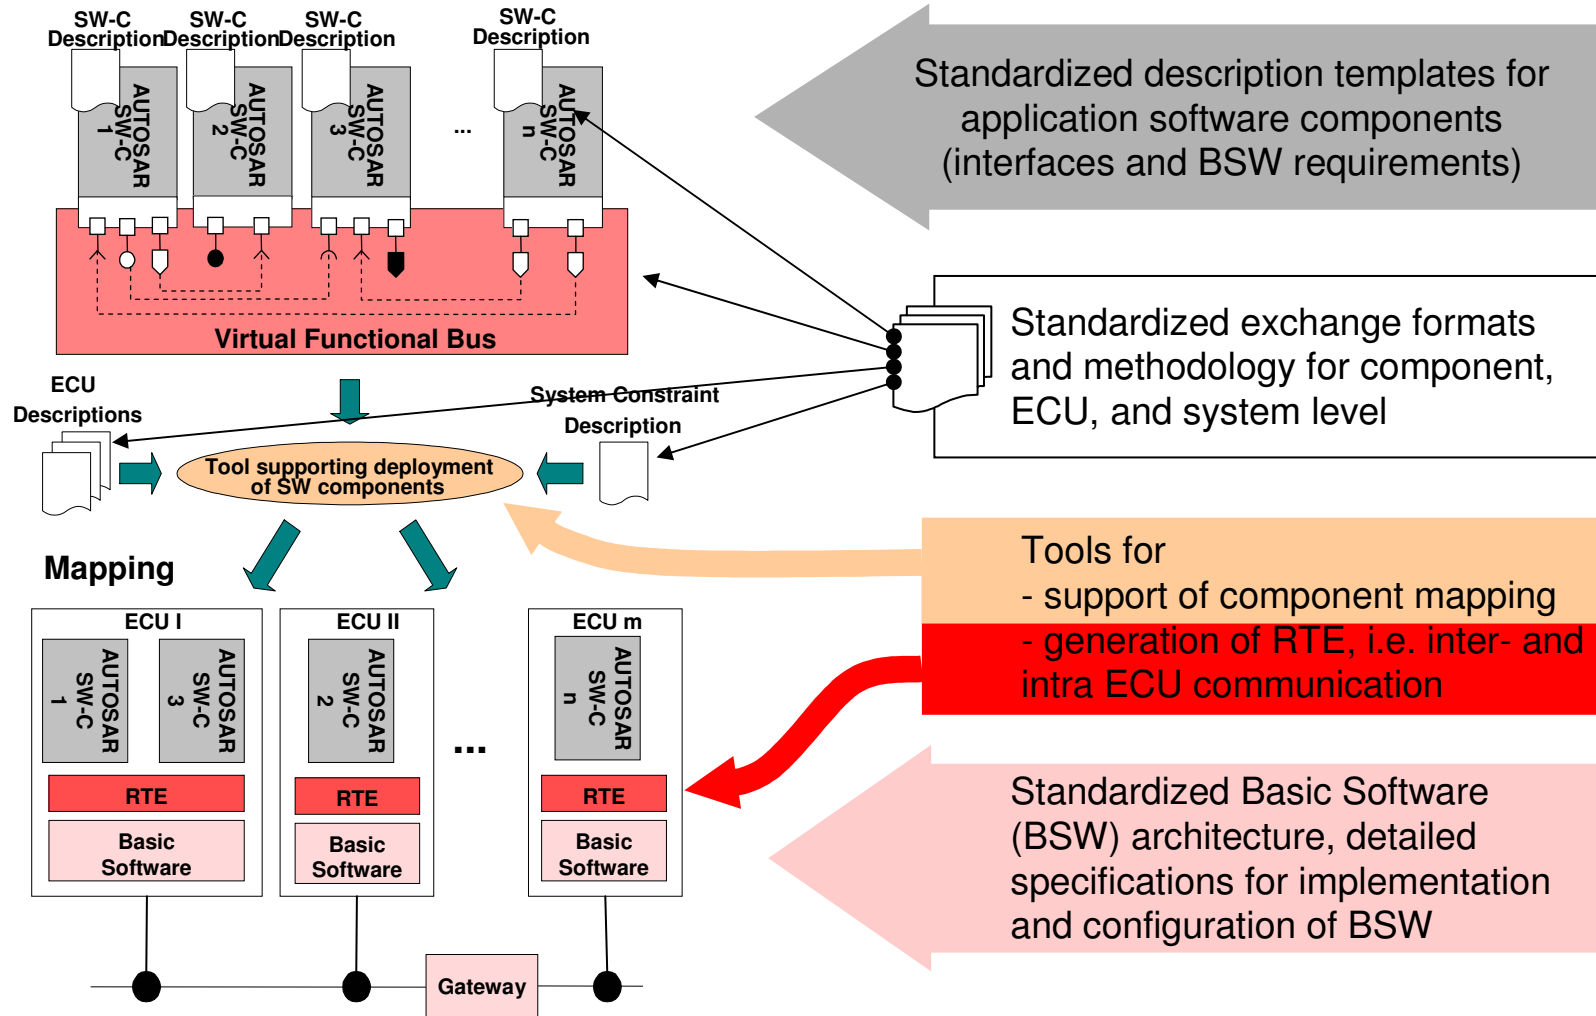 SW-C
Description
SW-C
Description
SW-C
Description
SW-C
Description
AUTOSAR
SW-C
1
AUTOSAR
SW-C
2
AUTOSAR
SW-C
3
...
AUTOSAR
SW-C
n
Virtual Functional Bus
Standardized description templates for
application software components
(interfaces and BSW requirements)
Standardized exchange formats
and methodology for component,
ECU, and system level
ECU
Descriptions
System Constraint
Description
Tool supporting deployment
of SW components
Mapping
Tools for
- support of component mapping
- generation of RTE, i.e. inter- and
intra ECU communication
ECU I
AUTOSAR
SW-C
1
AUTOSAR
SW-C
3
RTE
Basic
Software
ECU II
AUTOSAR
SW-C
2
RTE
Basic
Software
...
ECU m
AUTOSAR
SW-C
n
RTE
Basic
Software
Standardized Basic Software
(BSW) architecture, detailed
specifications for implementation
and configuration of BSW
Gateway